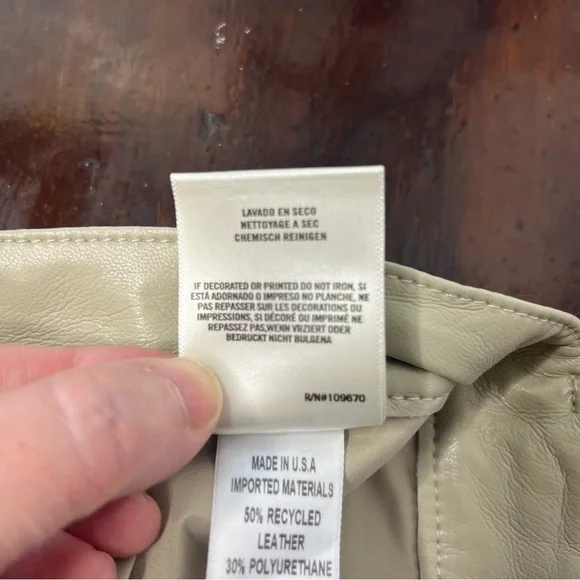 LAVADO EN SECO
NETTOYAGE A SEC
CHEMISCH REINIGEN
IF DECORATED OR PRINTED DO NOT IRON, SI
ESTÁ ADORNADO O IMPRESO NO PLANCHE, NE
PAS REPASSER SUR LES DECORATIONS OU
IMPRESSIONS, SI DÉCORÉ OU IMPRIMÉ NE
REPASSEZ PAS,WENN VRZIERT ODER
BEDRUCKT NICHT BULGENA
R/N#109670
MADE IN U.S.A
IMPORTED MATERIALS
50% RECYCLED
LEATHER
30% POLYURETHANE